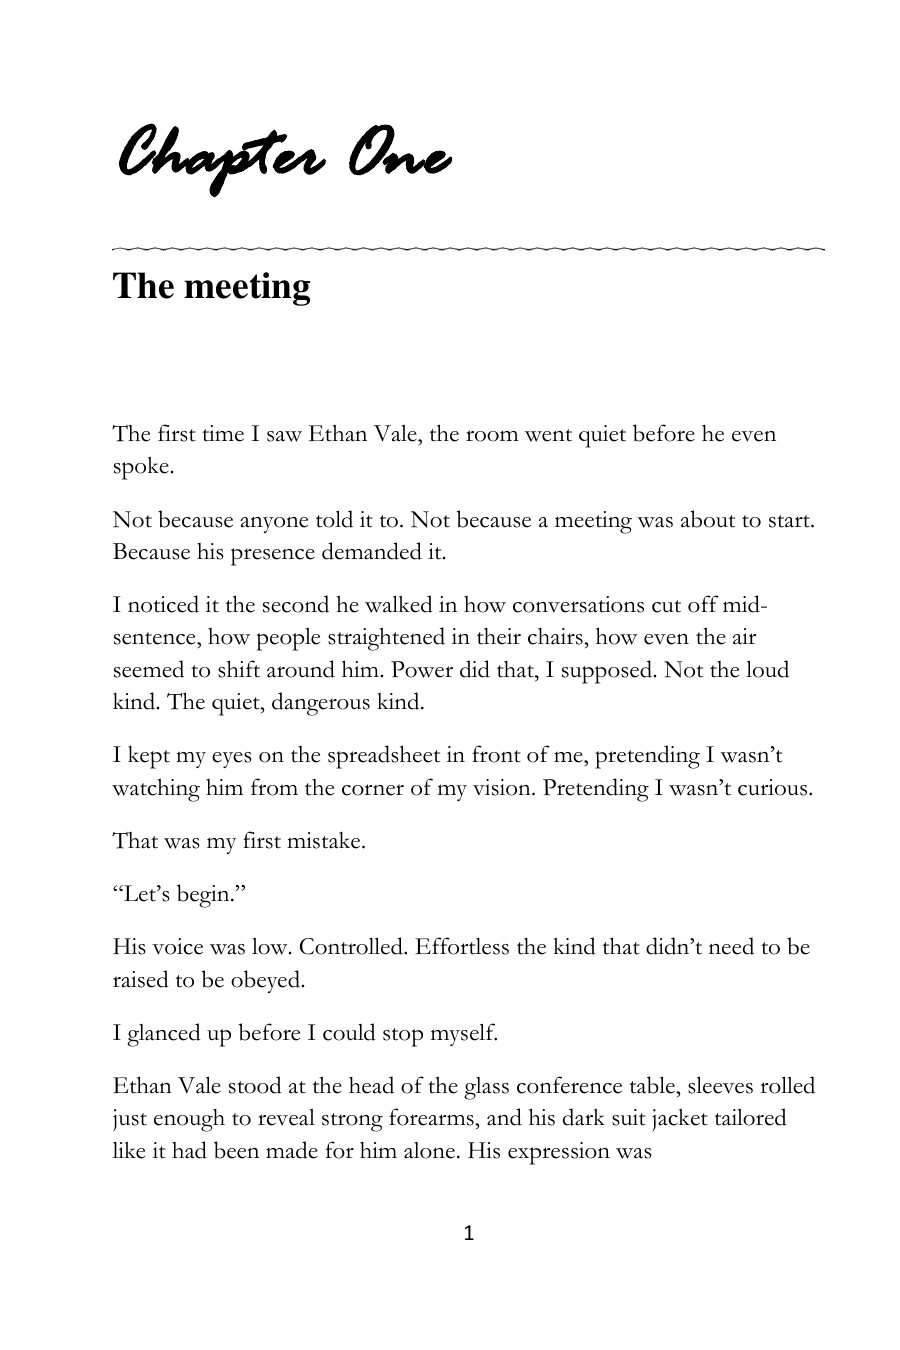 Chapter One
The meeting
The first time I saw Ethan Vale, the room went quiet before he even
spoke.
Not because anyone told it to. Not because a meeting was about to start.
Because his presence demanded it.
I noticed it the second he walked in how conversations cut off mid-
sentence, how people straightened in their chairs, how even the air
seemed to shift around him. Power did that, I supposed. Not the loud
kind. The quiet, dangerous kind.
I kept my eyes on the spreadsheet in front of me, pretending I wasn’t
watching him from the corner of my vision. Pretending I wasn’t curious.
That was my first mistake.
“Let’s begin.”
His voice was low. Controlled. Effortless the kind that didn’t need to be
raised to be obeyed.
I glanced up before I could stop myself.
Ethan Vale stood at the head of the glass conference table, sleeves rolled
just enough to reveal strong forearms, and his dark suit jacket tailored
like it had been made for him alone. His expression was
1